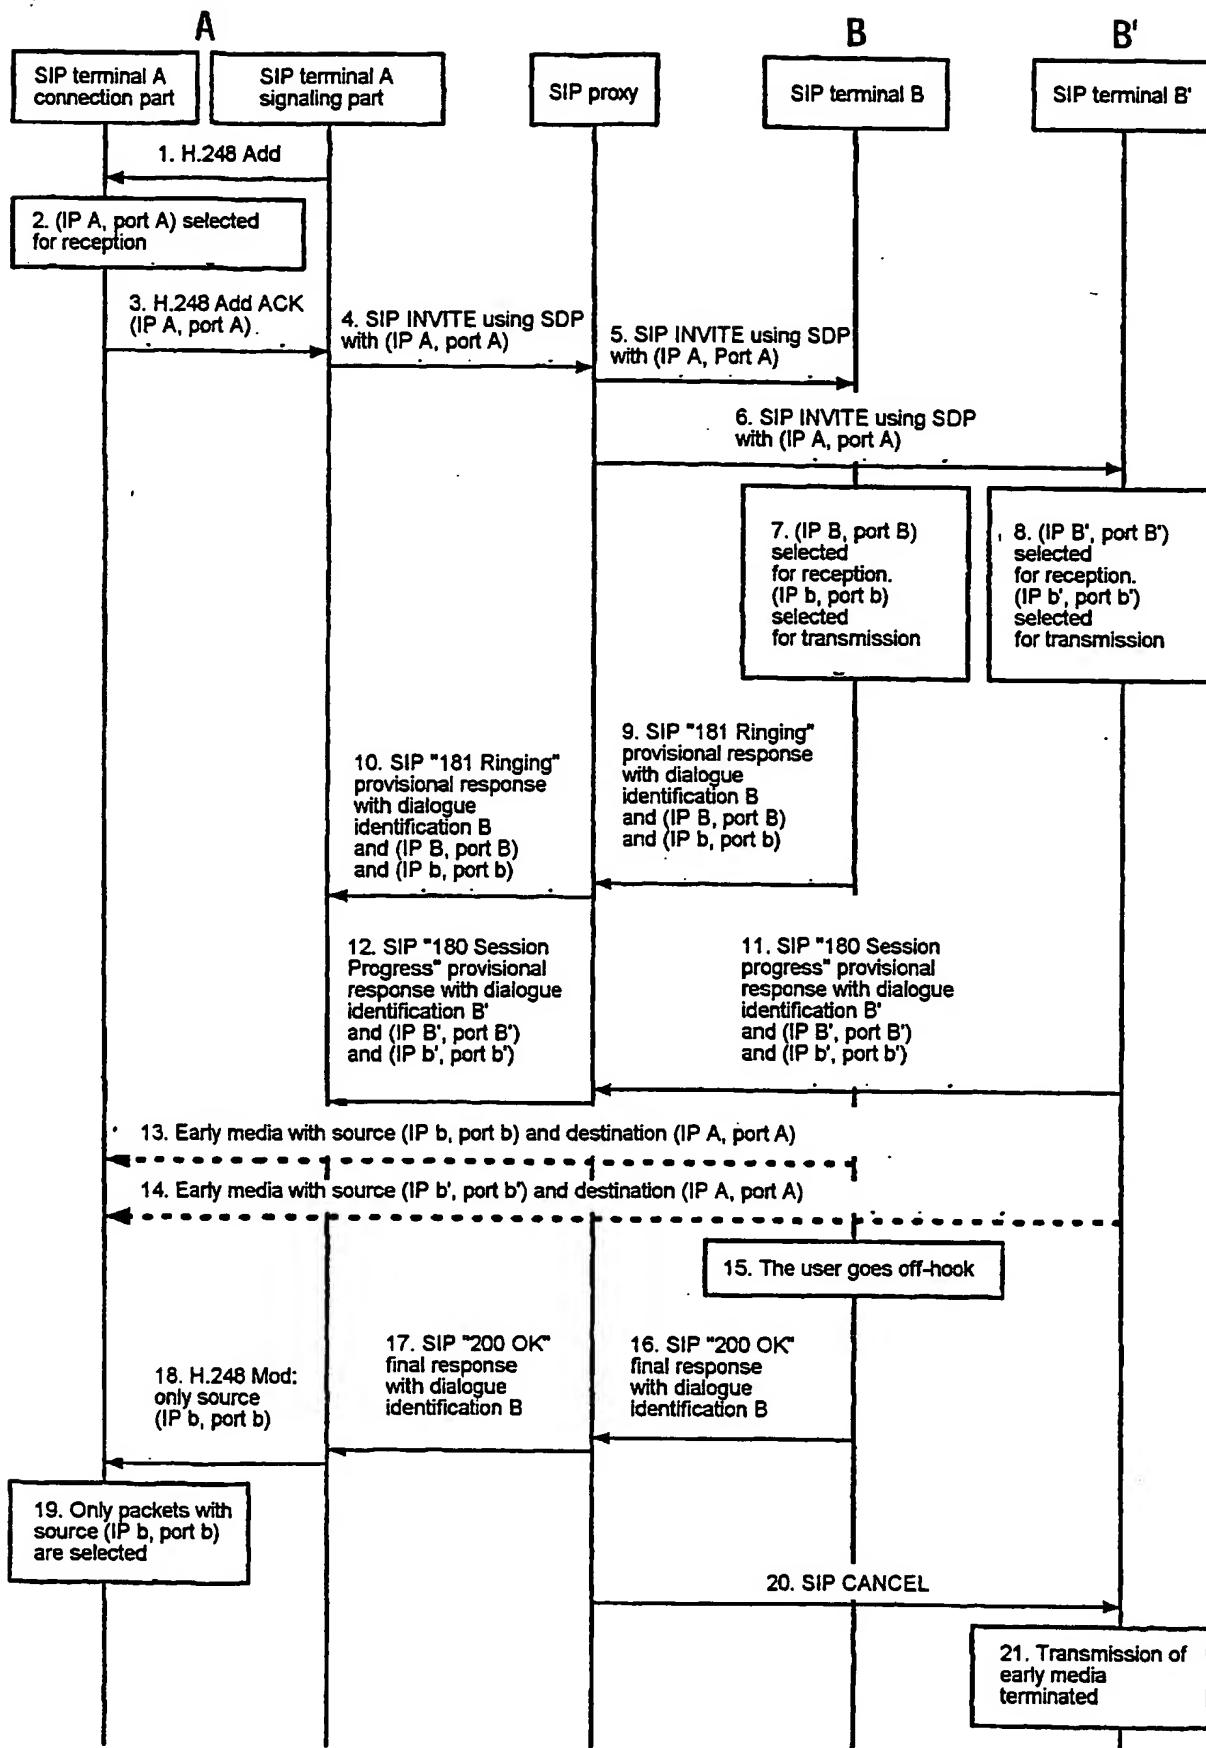 A
B
B'
SIP terminal A
connection part
SIP terminal A
signaling part
SIP proxy
SIP terminal B
SIP terminal B'
1. H.248 Add
2. (IP A, port A) selected
for reception
3. H.248 Add ACK
(IP A, port A)
4. SIP INVITE using SDP
with (IP A, port A)
5. SIP INVITE using SDP
with (IP A, Port A)
6. SIP INVITE using SDP
with (IP A, port A)
7. (IP B, port B)
selected
for reception.
(IP b, port b)
selected
for transmission
8. (IP B', port B')
selected
for reception.
(IP b', port b')
selected
for transmission
9. SIP "181 Ringing"
provisional response
with dialogue
identification B
and (IP B, port B)
and (IP b, port b)
10. SIP "181 Ringing"
provisional response
with dialogue
identification B
and (IP B, port B)
and (IP b, port b)
11. SIP "180 Session
progress" provisional
response with dialogue
identification B'
and (IP B', port B')
and (IP b', port b')
12. SIP "180 Session
Progress" provisional
response with dialogue
identification B'
and (IP B', port B')
and (IP b', port b')
13. Early media with source (IP b, port b) and destination (IP A, port A)
14. Early media with source (IP b', port b') and destination (IP A, port A)
15. The user goes off-hook
16. SIP "200 OK"
final response
with dialogue
identification B
17. SIP "200 OK"
final response
with dialogue
identification B
18. H.248 Mod:
only source
(IP b, port b)
19. Only packets with
source (IP b, port b)
are selected
20. SIP CANCEL
21. Transmission of
early media
terminated